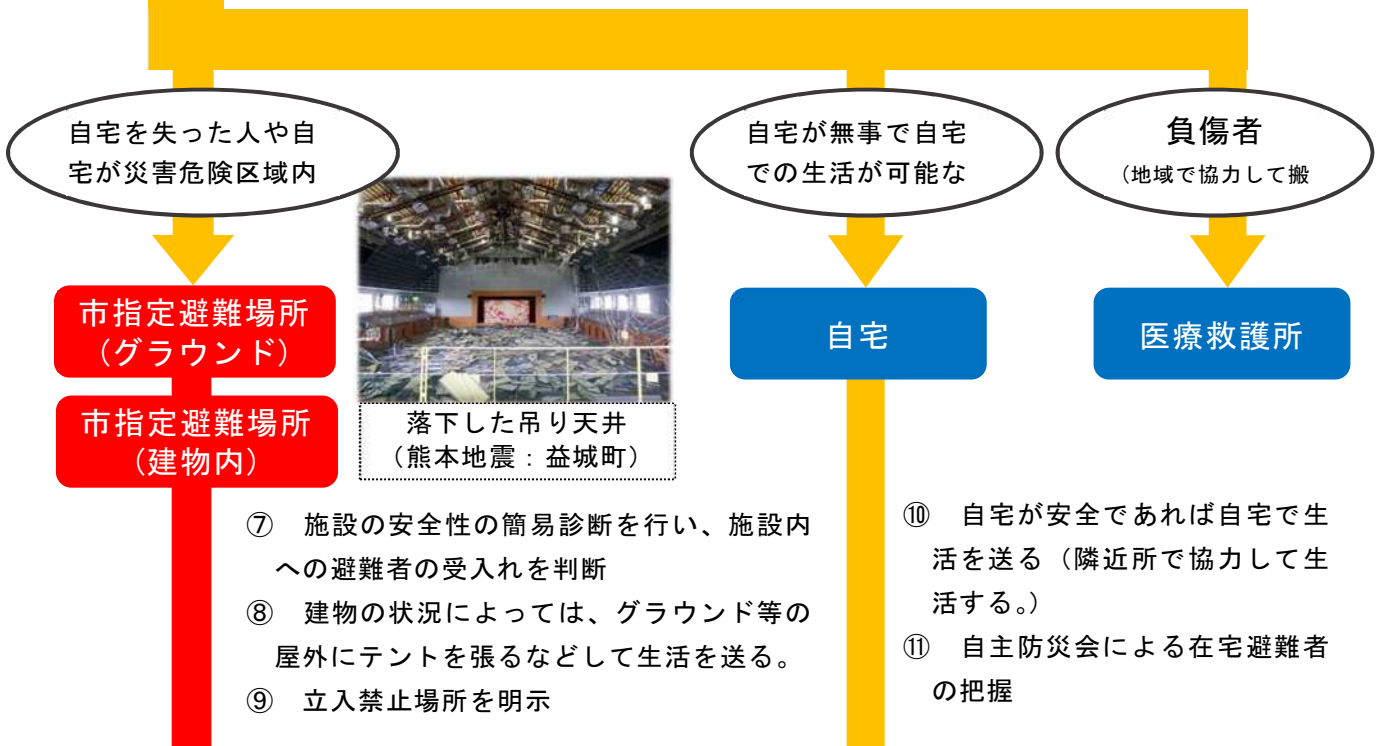 自宅を失った人や自
宅が災害危険区域内
自宅が無事で自宅
での生活が可能な
負傷者
（地域で協力して搬
市指定避難場所
（グラウンド）
市指定避難場所
（建物内）
落下した吊り天井
（熊本地震：益城町）
自宅
医療救護所
⑦　施設の安全性の簡易診断を行い、施設内
への避難者の受入れを判断
⑧　建物の状況によっては、グラウンド等の
屋外にテントを張るなどして生活を送る。
⑨　立入禁止場所を明示
⑩　自宅が安全であれば自宅で生
活を送る（隣近所で協力して生
活する。）
⑪　自主防災会による在宅避難者
の把握